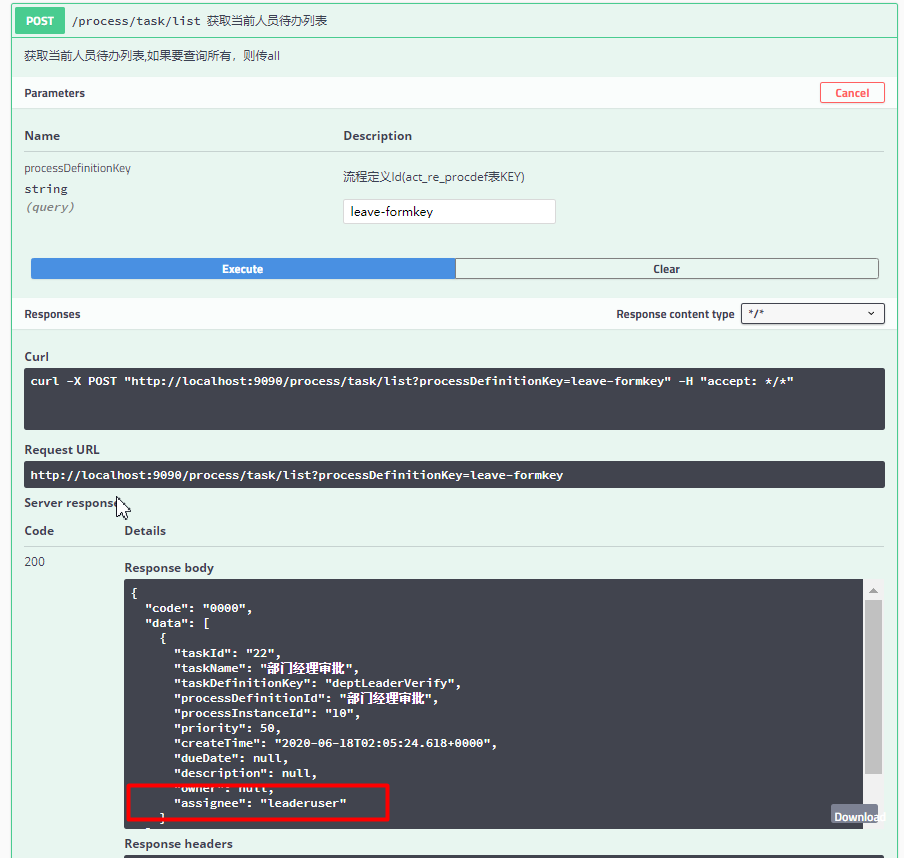 POST /process/task/list 获取当前人员待办列表
获取当前人员待办列表,如果要查询所有，则传all
Parameters Cancel
Name Description
processDefinitionKey
string
(query)
流程定义Id(act_re_procdef表KEY)
leave-formkey
Execute Clear
Responses Response content type */*
Curl
curl -X POST "http://localhost:9090/process/task/list?processDefinitionKey=leave-formkey" -H "accept: */*"
Request URL
http://localhost:9090/process/task/list?processDefinitionKey=leave-formkey
Server response
Code Details
200
Response body
{
"code": "0000",
"data": [
{
"taskId": "22",
"taskName": "部门经理审批",
"taskDefinitionKey": "deptLeaderVerify",
"processDefinitionId": "部门经理审批",
"processInstanceId": "10",
"priority": 50,
"createTime": "2020-06-18T02:05:24.618+0000",
"dueDate": null,
"description": null,
"owner": null,
"assignee": "leaderuser"
}
Download
Response headers